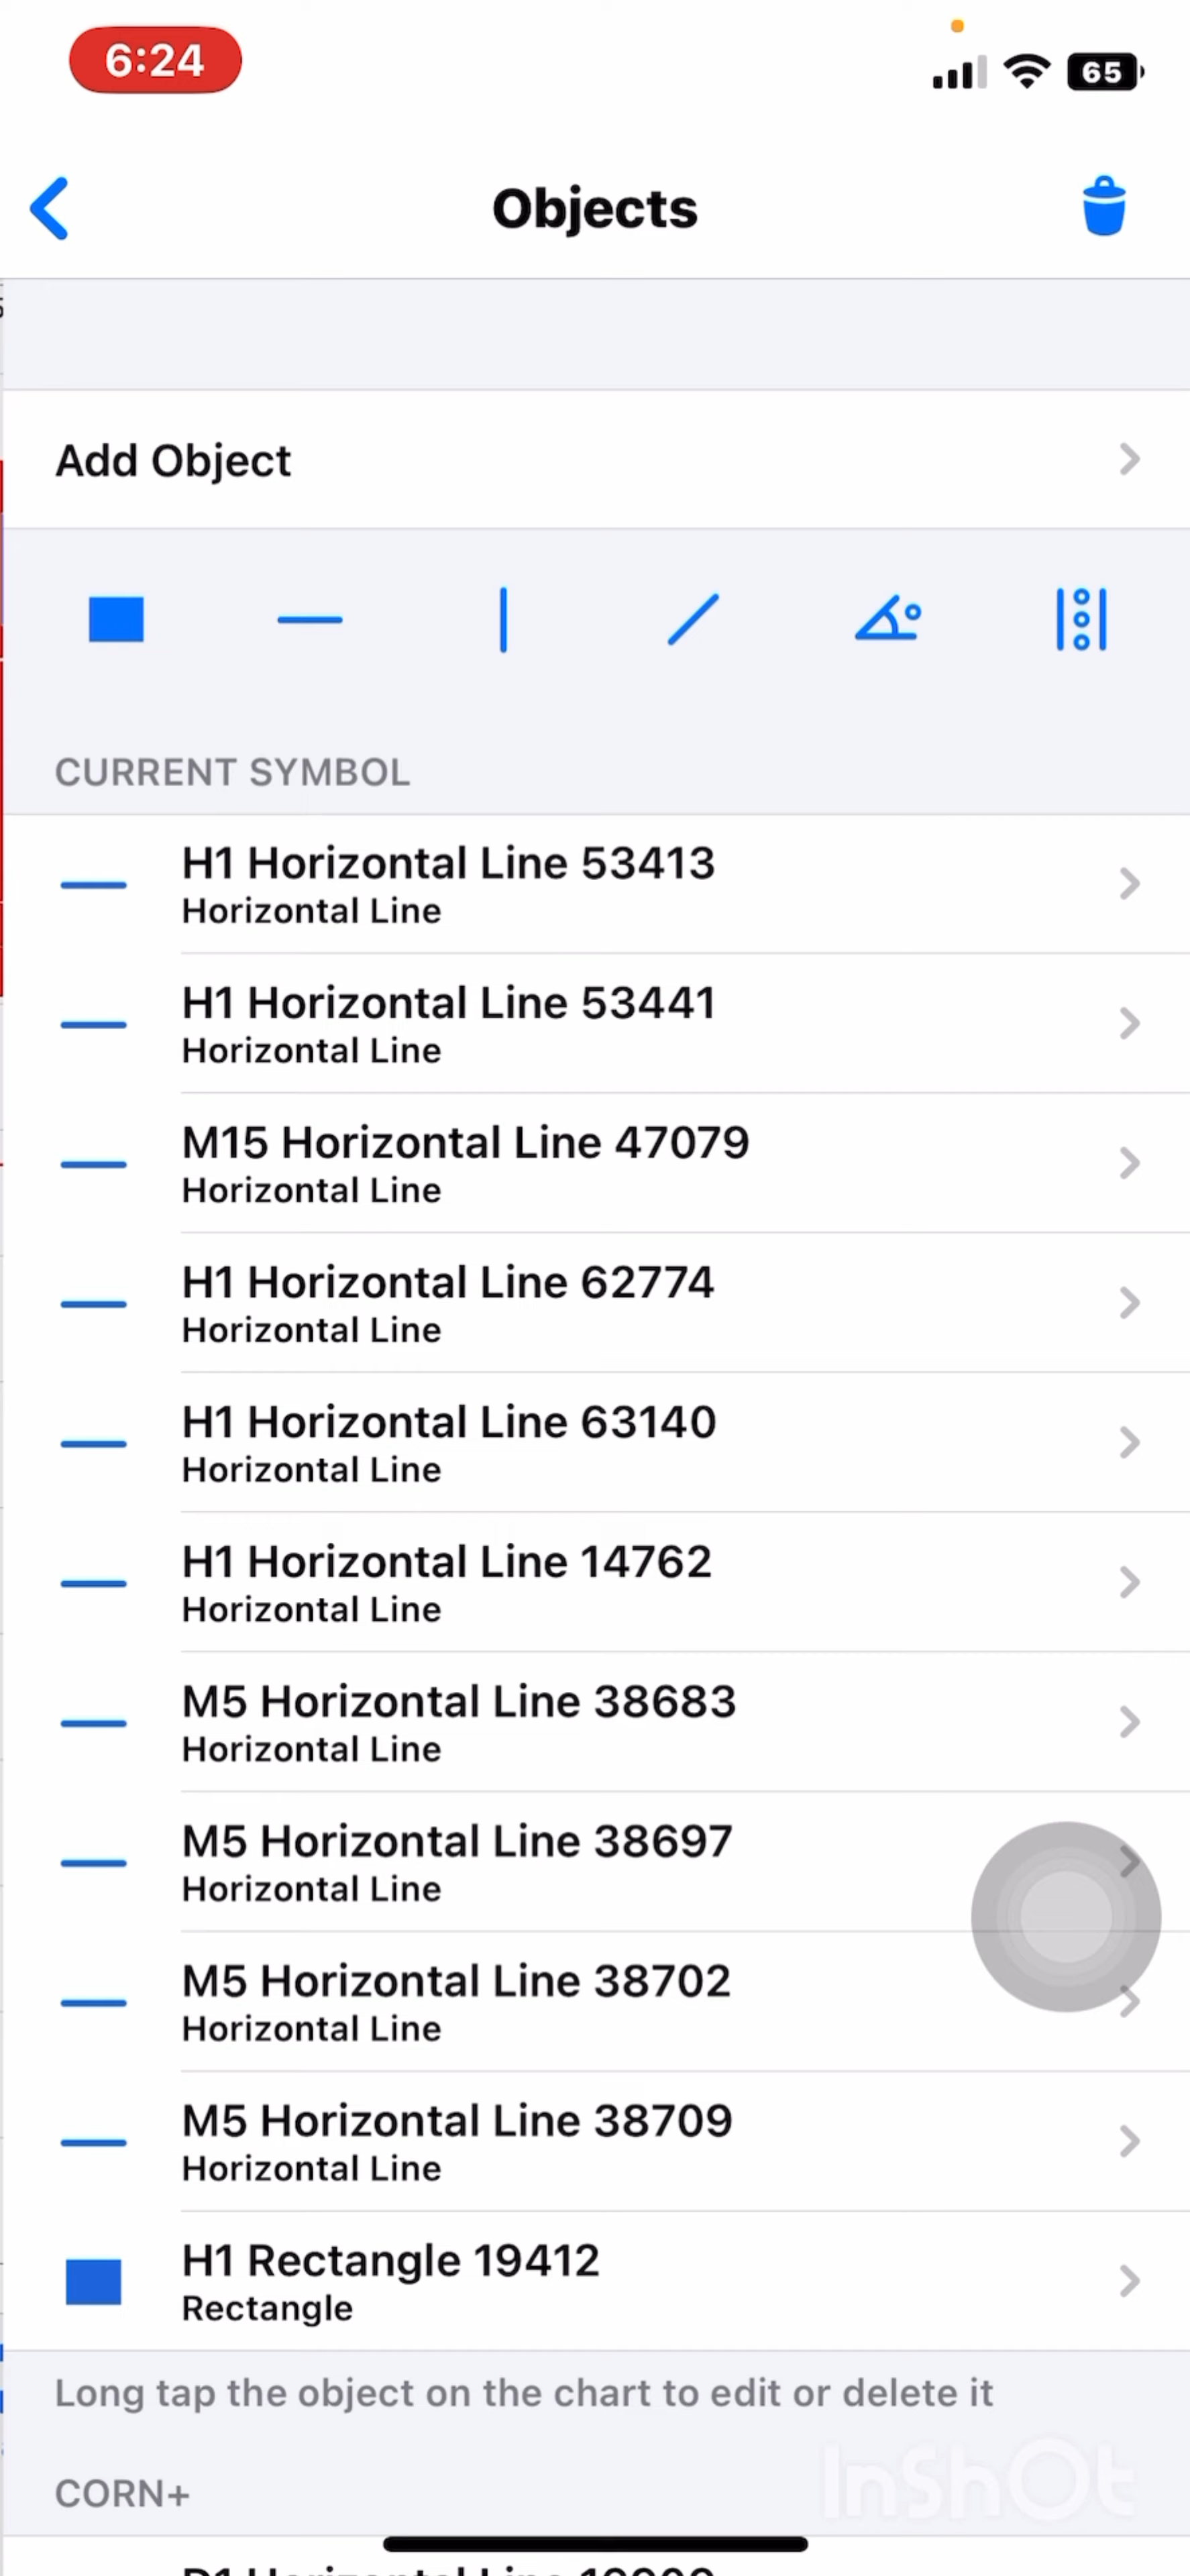 6:24
65
Objects
Add Object
CURRENT SYMBOL
H1 Horizontal Line 53413
Horizontal Line
H1 Horizontal Line 53441
Horizontal Line
M15 Horizontal Line 47079
Horizontal Line
H1 Horizontal Line 62774
Horizontal Line
H1 Horizontal Line 63140
Horizontal Line
H1 Horizontal Line 14762
Horizontal Line
M5 Horizontal Line 38683
Horizontal Line
M5 Horizontal Line 38697
Horizontal Line
M5 Horizontal Line 38702
Horizontal Line
M5 Horizontal Line 38709
Horizontal Line
H1 Rectangle 19412
Rectangle
Long tap the object on the chart to edit or delete it
InShOt
CORN+
Horizontal Line